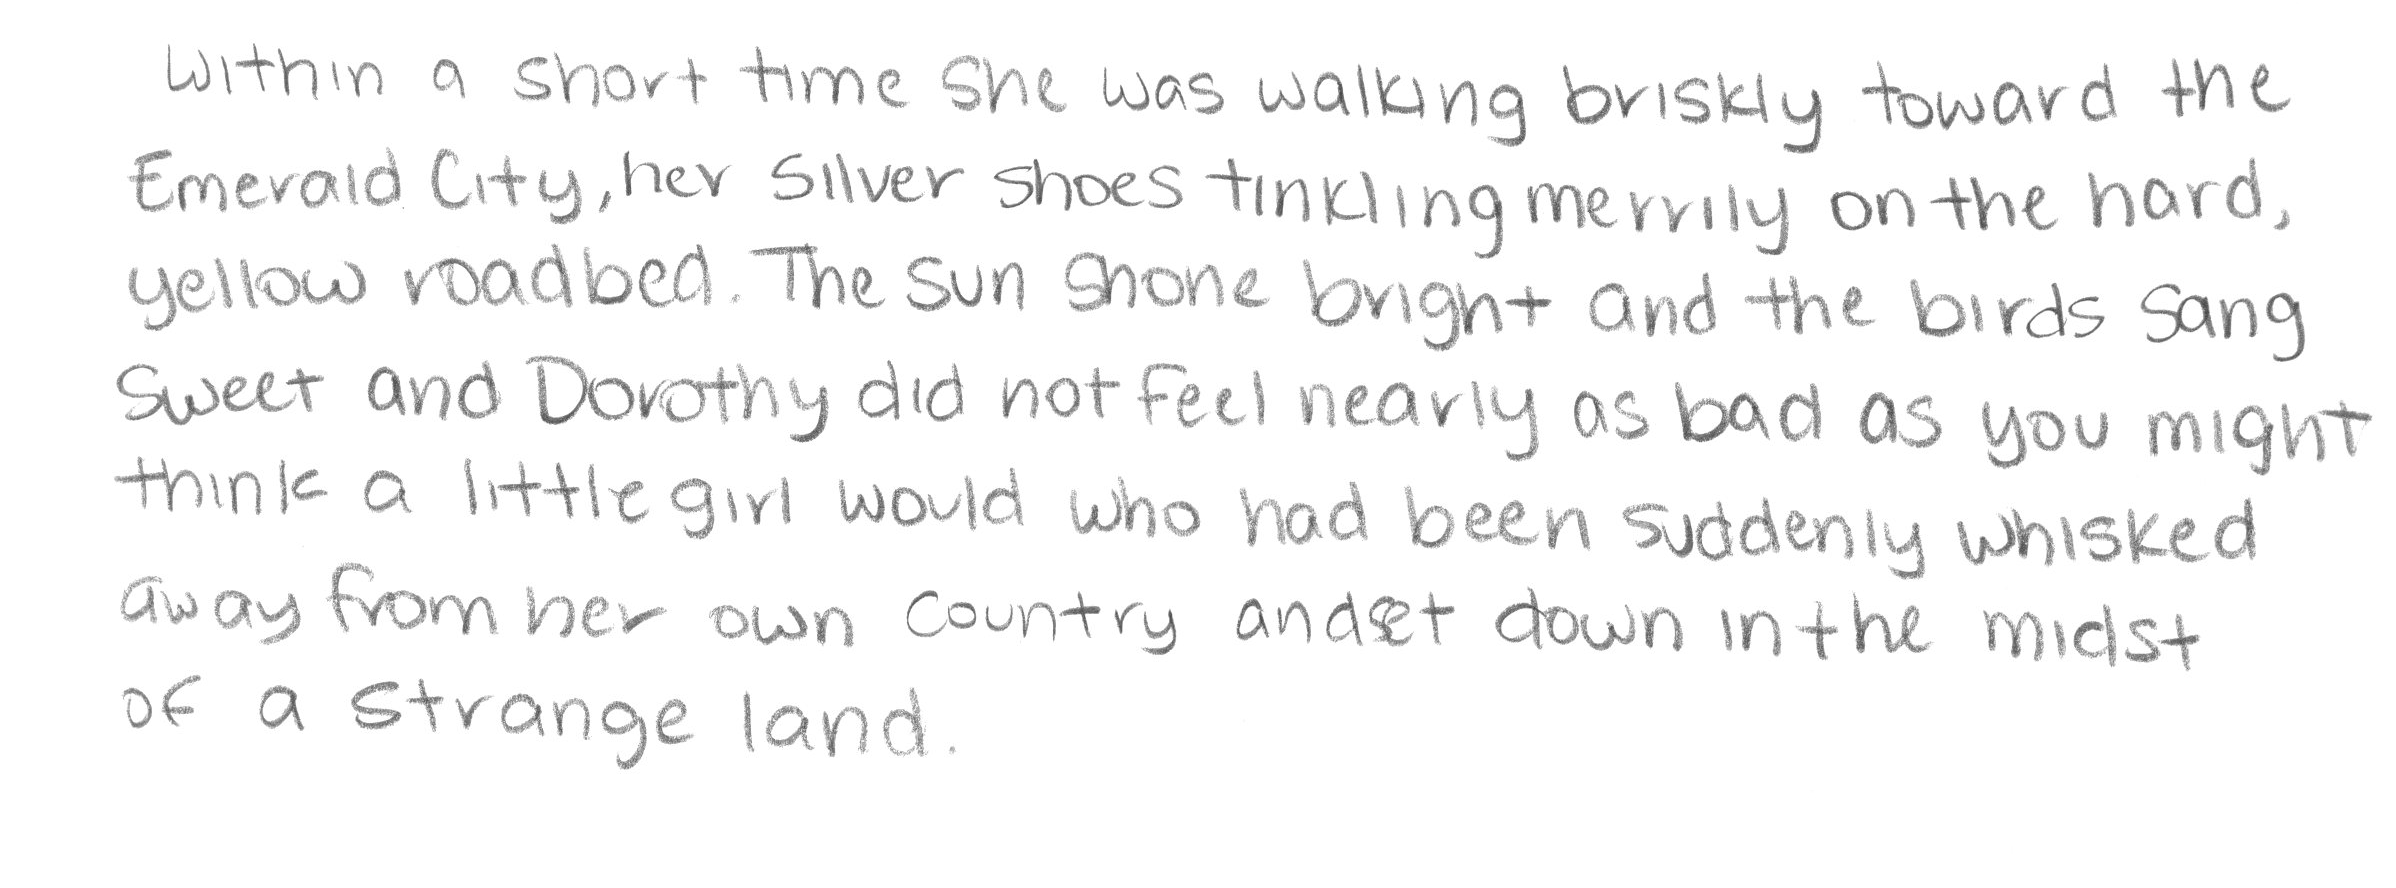 Within a short time she was walking briskly toward the
Emerald City, her silver shoes tinkling merrily on the hard,
yellow roadbed. The sun shone bright and the birds sang
sweet and Dorothy did not feel nearly as bad as you might
think a little girl would who had been suddenly whisked
away from her own country and set down in the midst
of a strange land.